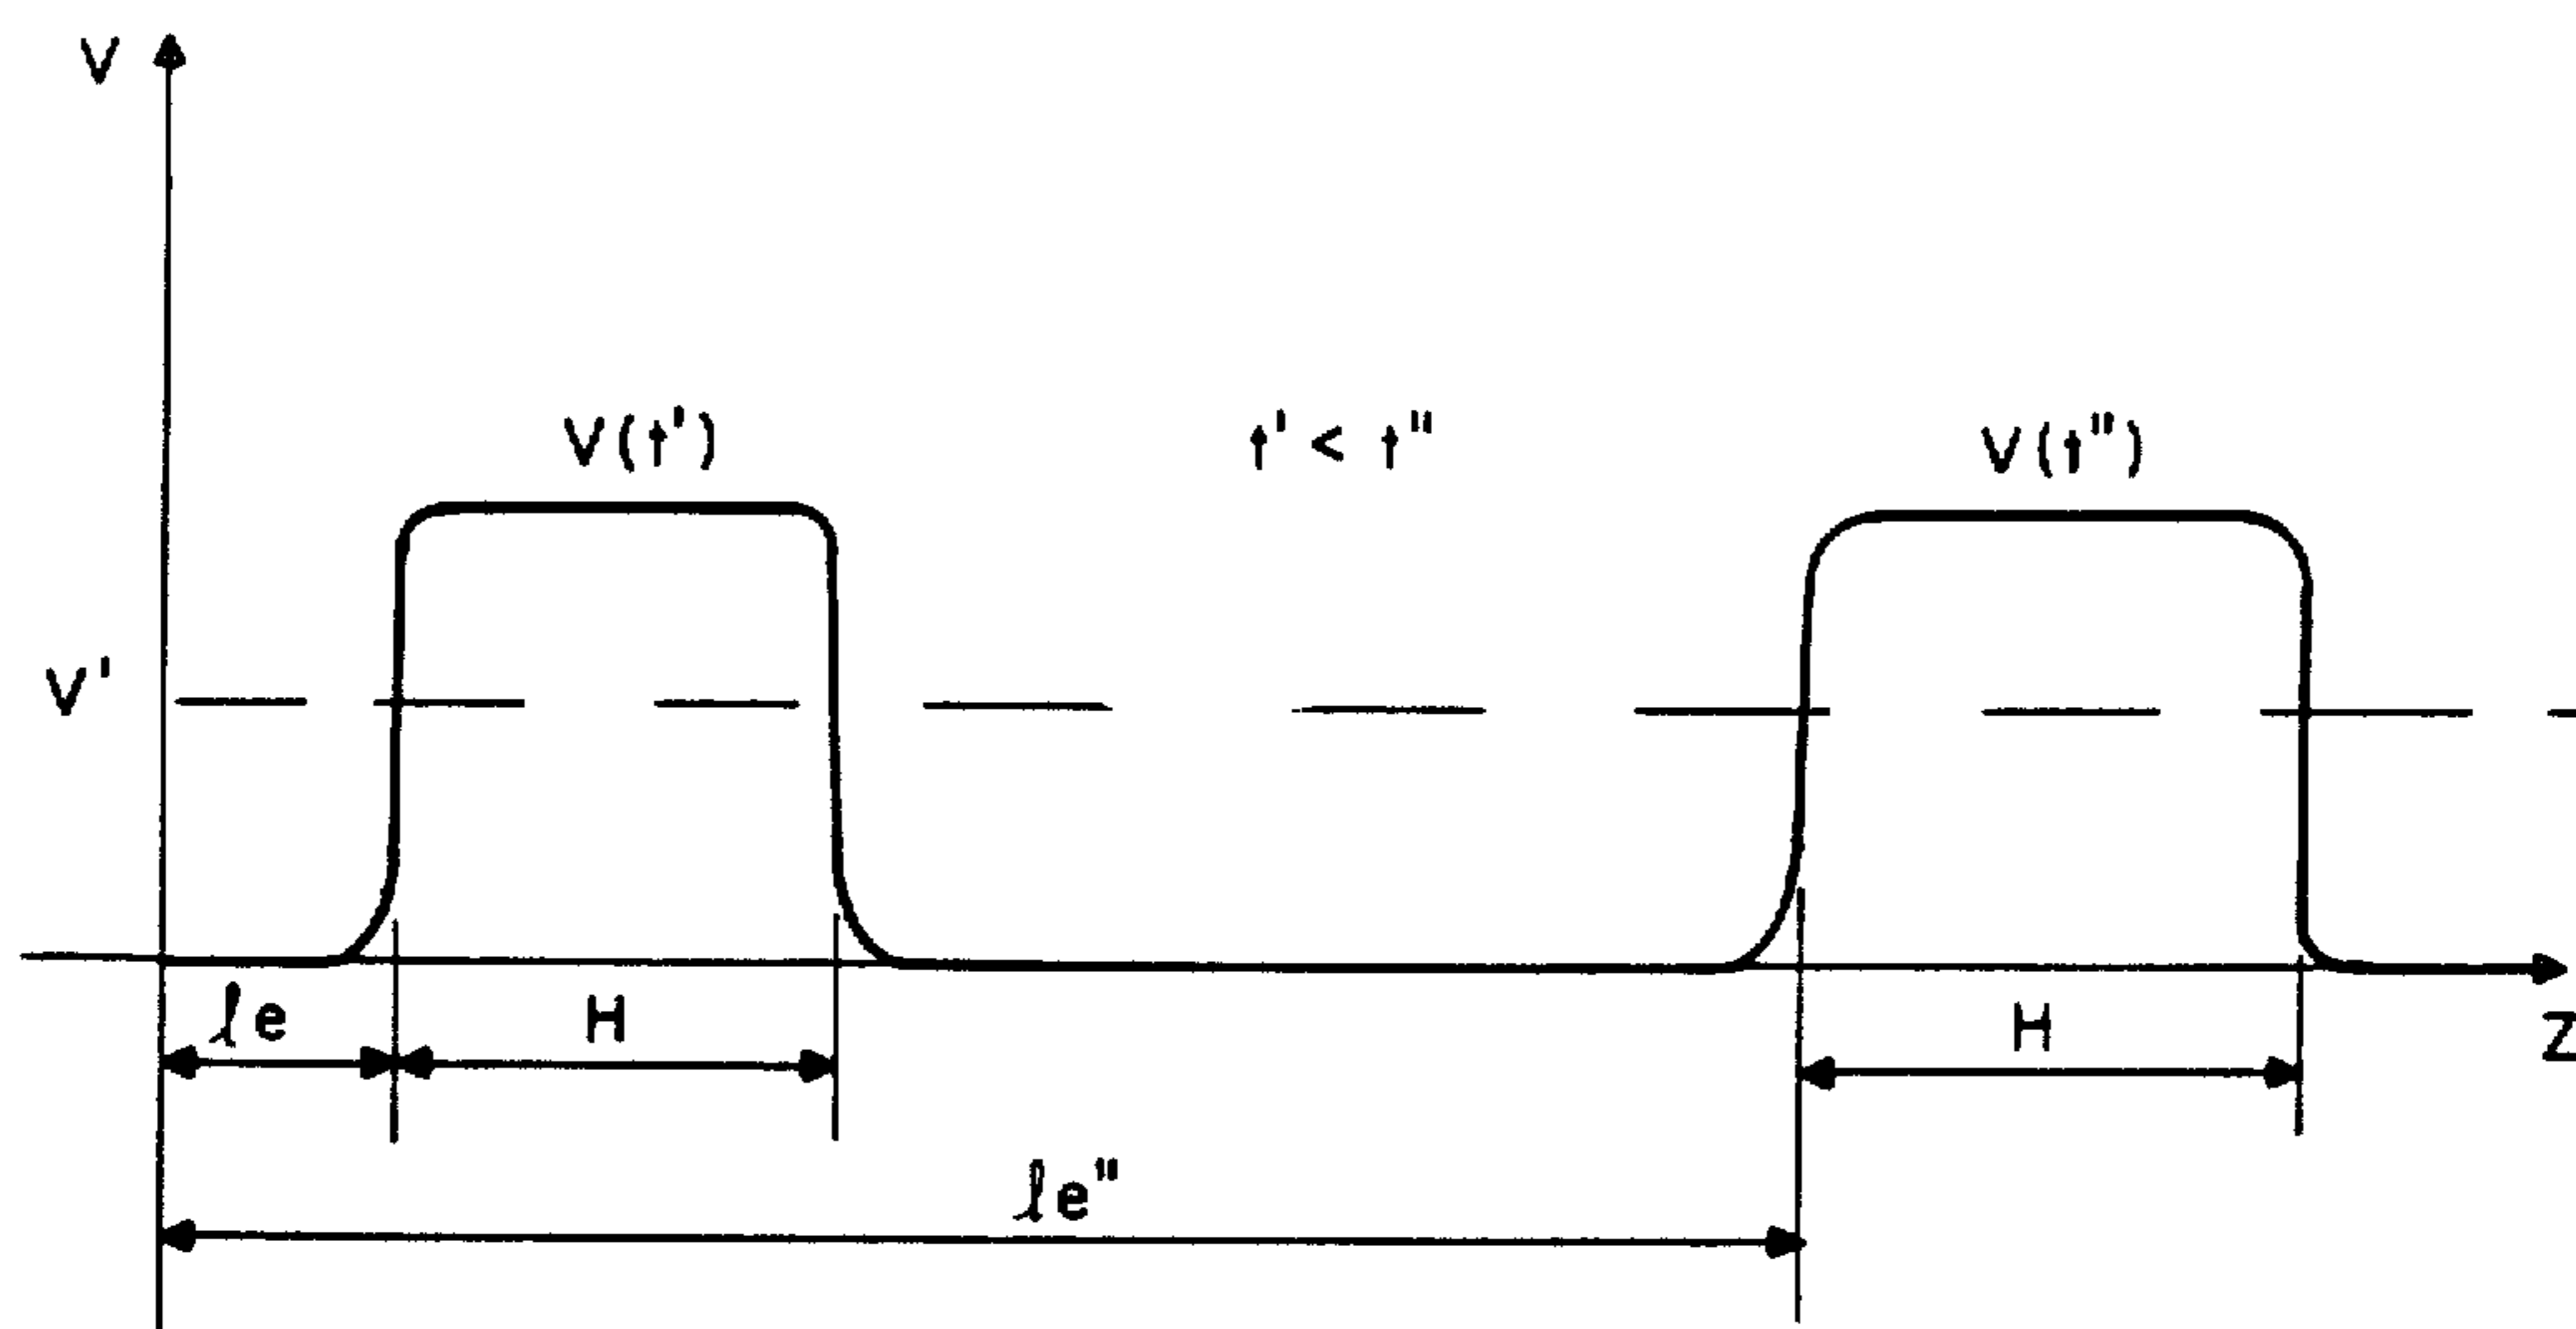 V
V(t') t' < t" V(t")
V'
ℓe H H Z
ℓe"